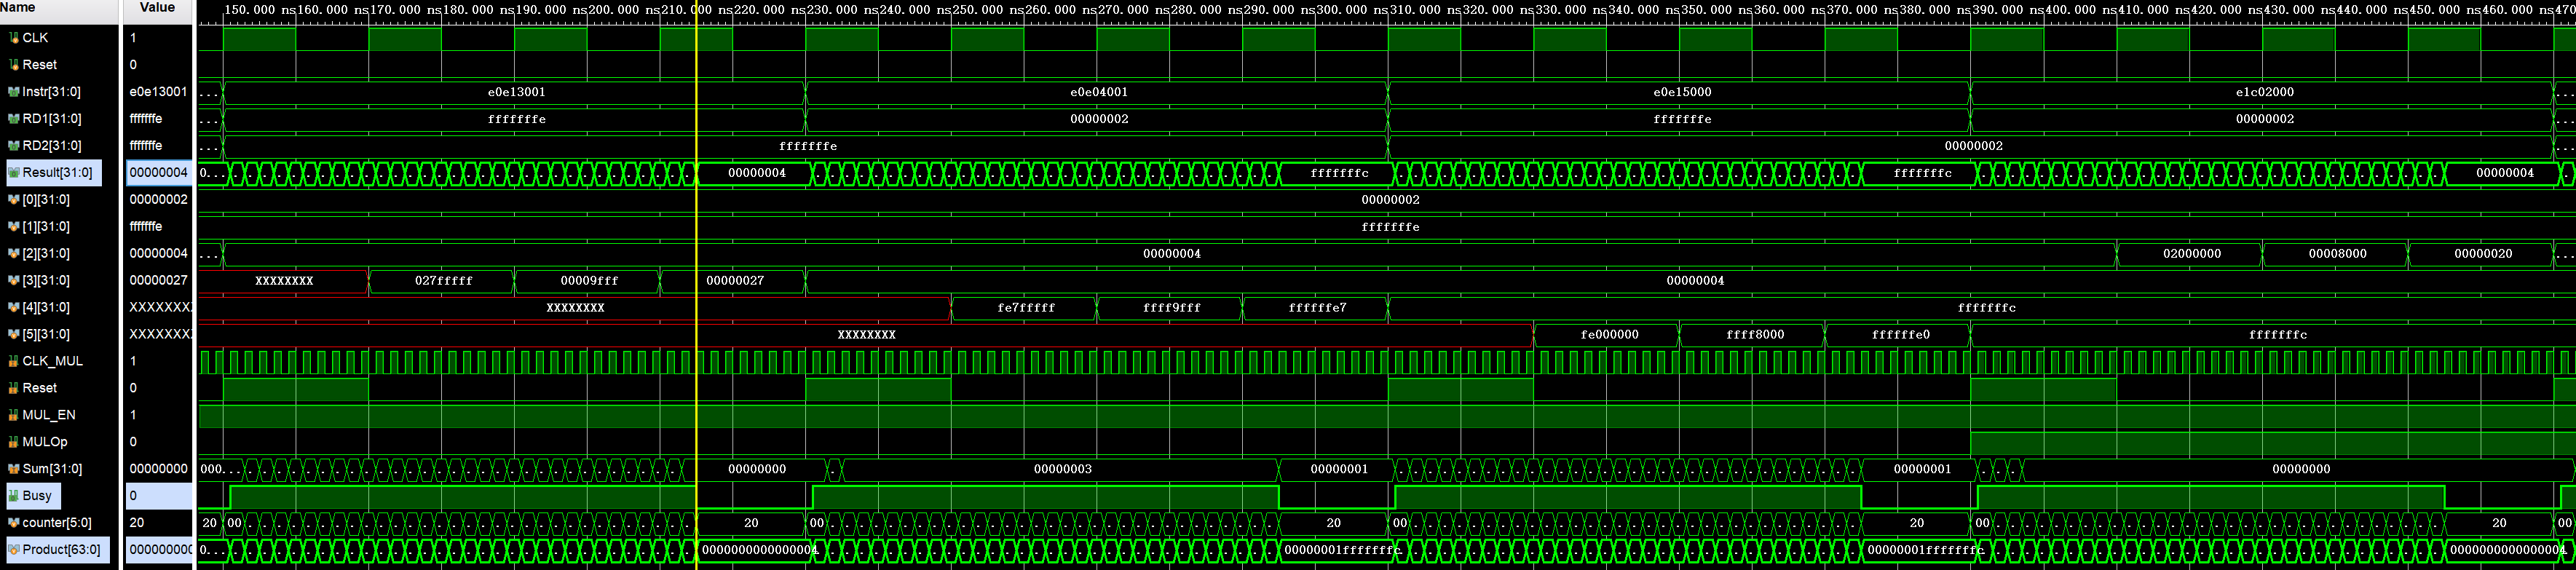 Name Value 150.000 ns 160.000 ns 170.000 ns 180.000 ns 190.000 ns 200.000 ns 210.000 ns 220.000 ns 230.000 ns 240.000 ns 250.000 ns 260.000 ns 270.000 ns 280.000 ns 290.000 ns 300.000 ns 310.000 ns 320.000 ns 330.000 ns 340.000 ns 350.000 ns 360.000 ns 370.000 ns 380.000 ns 390.000 ns 400.000 ns 410.000 ns 420.000 ns 430.000 ns 440.000 ns 450.000 ns 460.000 ns 470
CLK 1
Reset 0
Instr[31:0] e0e13001 ... e0e13001 e0e04001 e0e15000 e1c02000 ...
RD1[31:0] fffffffe ... fffffffe 00000002 fffffffe 00000002 ...
RD2[31:0] fffffffe ... fffffffe 00000002 ...
Result[31:0] 00000004 0... 00000004 fffffffc fffffffc 00000004
[0][31:0] 00000002 00000002
[1][31:0] fffffffe fffffffe
[2][31:0] 00000004 ... 00000004 02000000 00008000 00000020 ...
[3][31:0] 00000027 XXXXXXXX 027fffff 00009fff 00000027 00000004
[4][31:0] XXXXXXXX XXXXXXXX fe7fffff ffff9fff ffffffe7 fffffffc
[5][31:0] XXXXXXXX XXXXXXXX fe000000 ffff8000 ffffffe0 fffffffc
CLK_MUL 1
Reset 0
MUL_EN 1
MULOp 0
Sum[31:0] 00000000 000... 00000000 00000003 00000001 00000001 00000000
Busy 0
counter[5:0] 20 20 00 20 00 20 00 20 00 20 00
Product[63:0] 000000000 0... 0000000000000004 00000001fffffffc 00000001fffffffc 0000000000000004